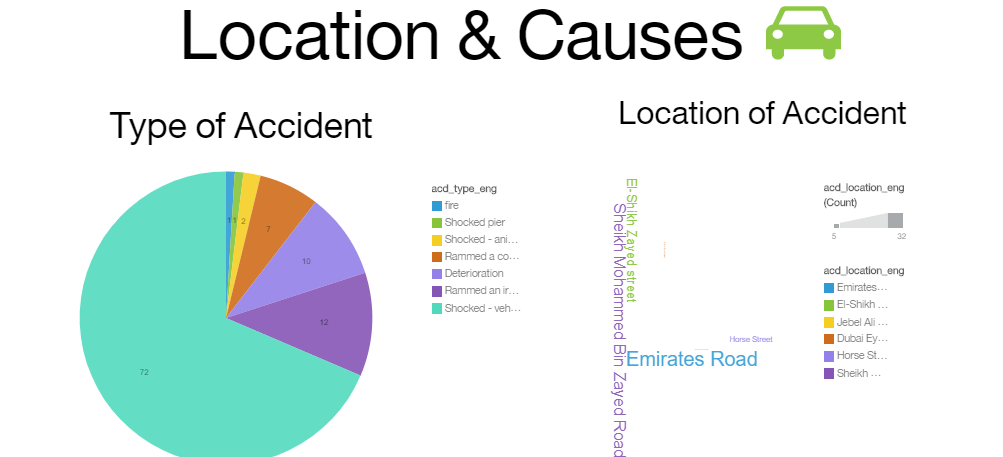 Location & Causes
Type of Accident
1
1
2
7
10
12
72
acd_type_eng
fire
Shocked pier
Shocked - ani...
Rammed a co...
Deterioration
Rammed an ir...
Shocked - veh...
Location of Accident
El-Shikh Zayed street
Sheikh Mohammed Bin Zayed Road
Horse Street
Emirates Road
acd_location_eng
(Count)
5 32
acd_location_eng
Emirates...
El-Shikh ...
Jebel Ali ...
Dubai Ey...
Horse St...
Sheikh ...